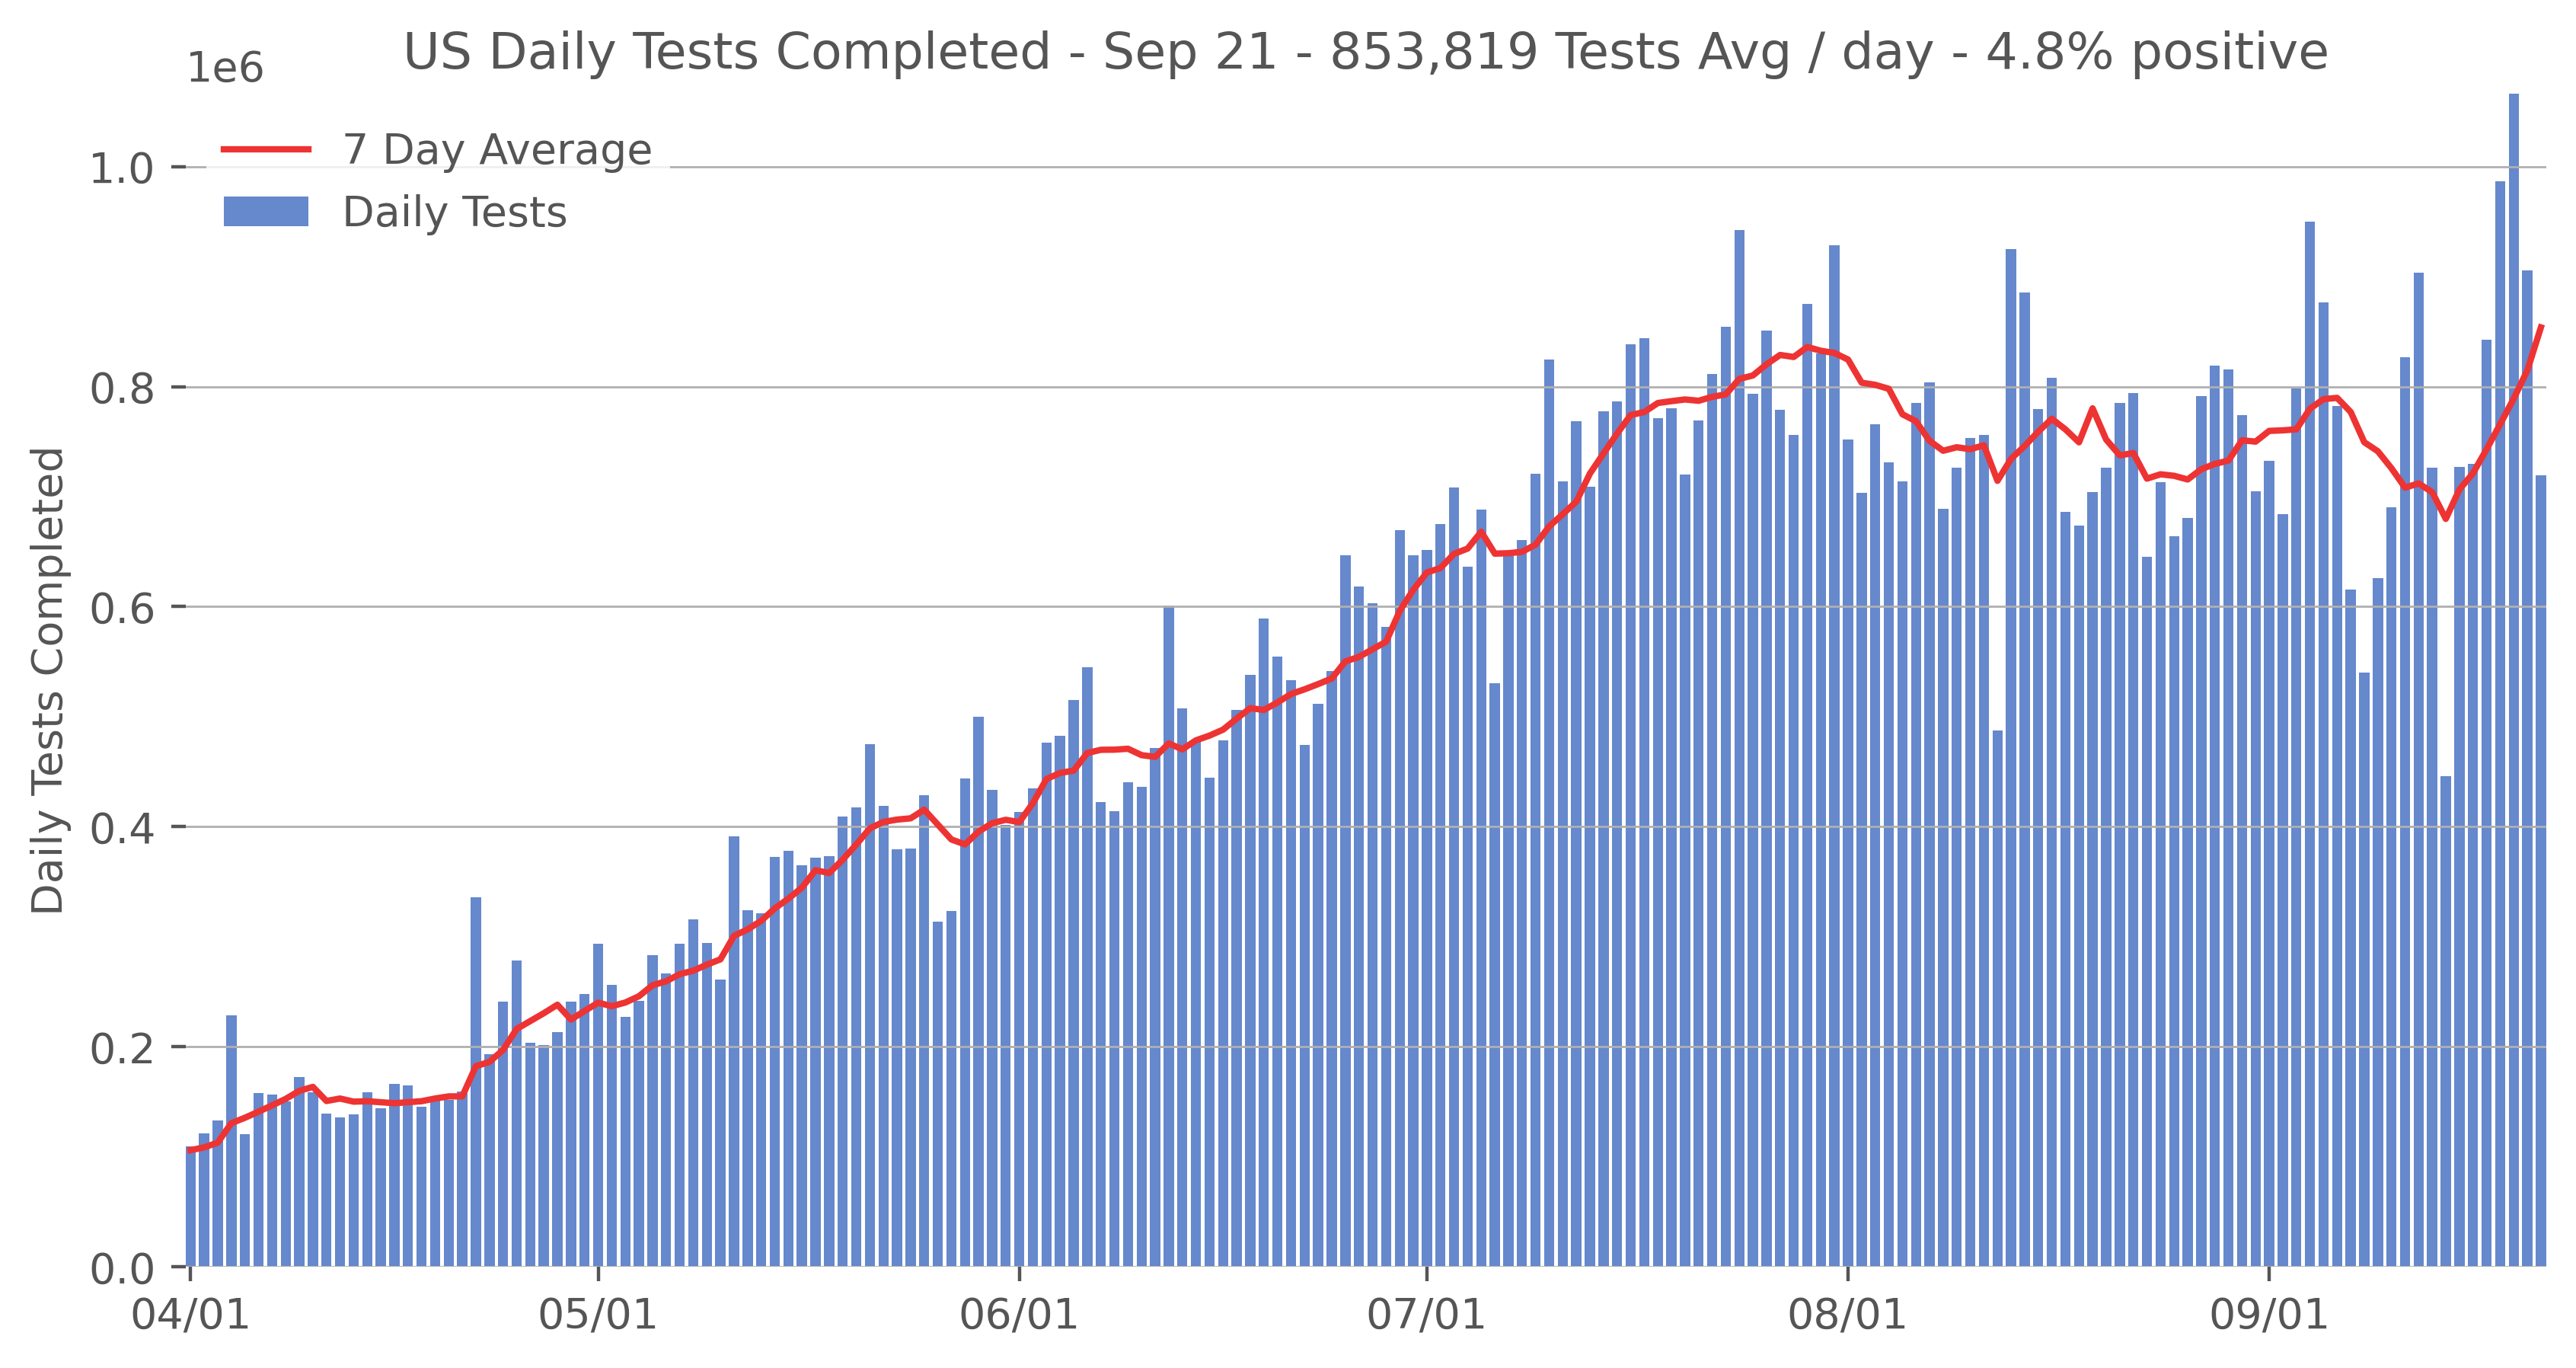 US Daily Tests Completed - Sep 21 - 853,819 Tests Avg / day - 4.8% positive
1e6
7 Day Average
Daily Tests
Daily Tests Completed
1.0
0.8
0.6
0.4
0.2
0.0
04/01
05/01
06/01
07/01
08/01
09/01